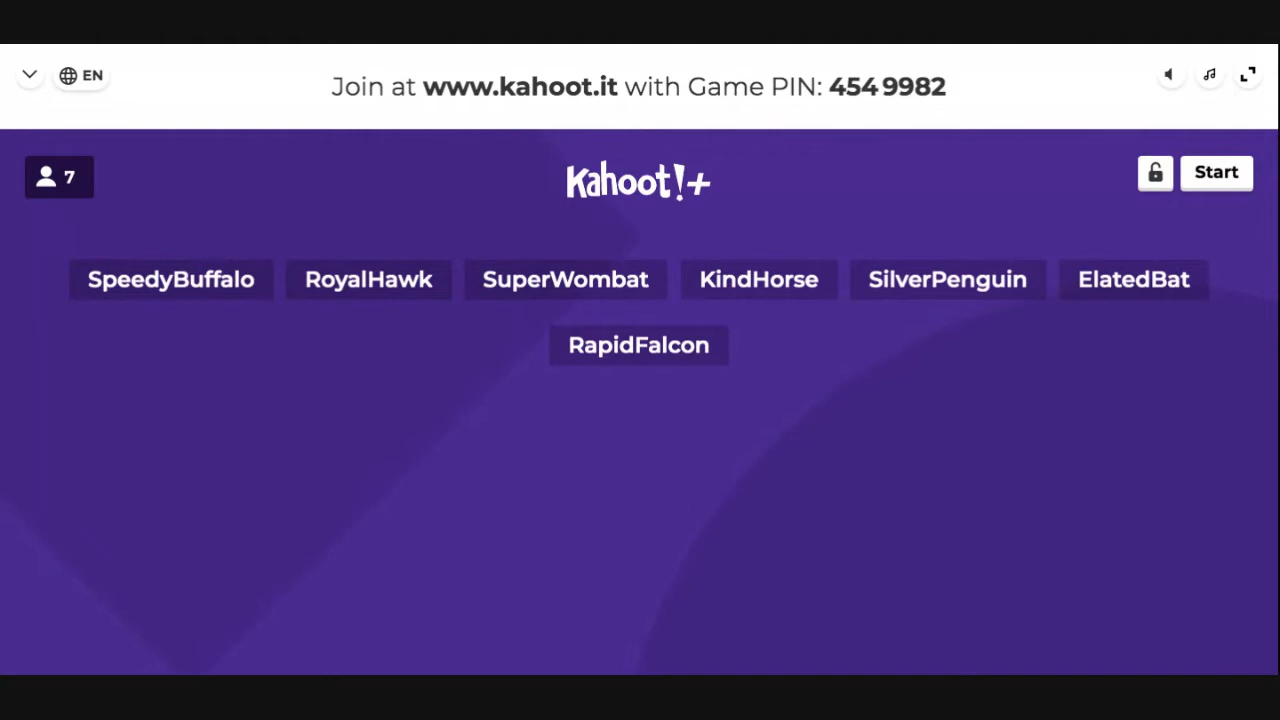 EN
Join at www.kahoot.it with Game PIN: 454 9982
7
Kahoot!+
Start
SpeedyBuffalo RoyalHawk SuperWombat KindHorse SilverPenguin ElatedBat
RapidFalcon